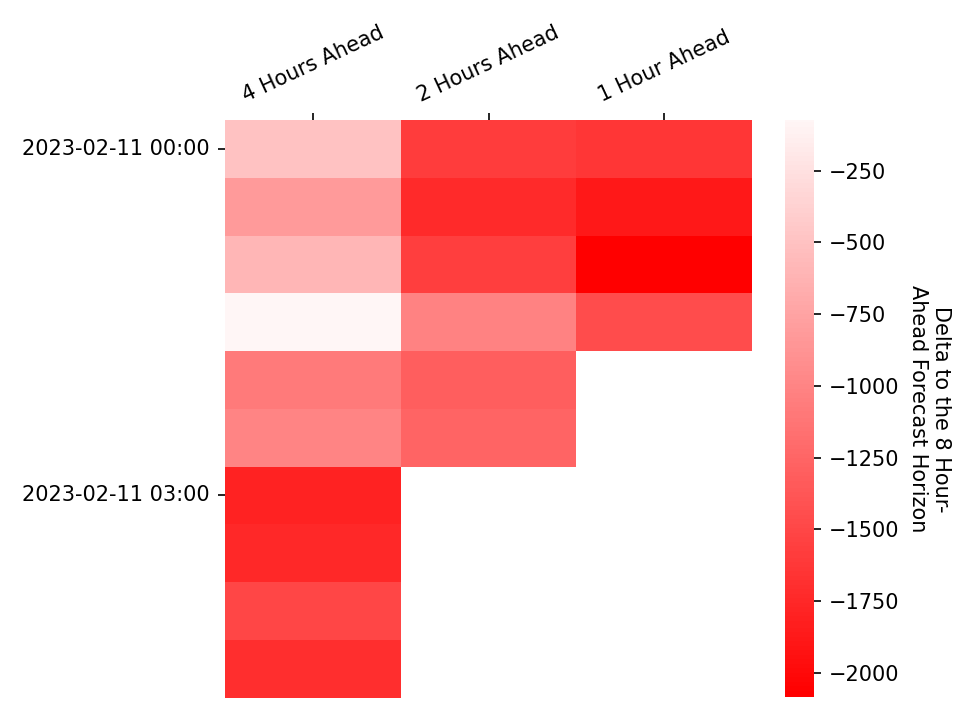 4 Hours Ahead
2 Hours Ahead
1 Hour Ahead
2023-02-11 00:00
2023-02-11 03:00
−250
−500
−750
−1000
−1250
−1500
−1750
−2000
Delta to the 8 Hour-
Ahead Forecast Horizon